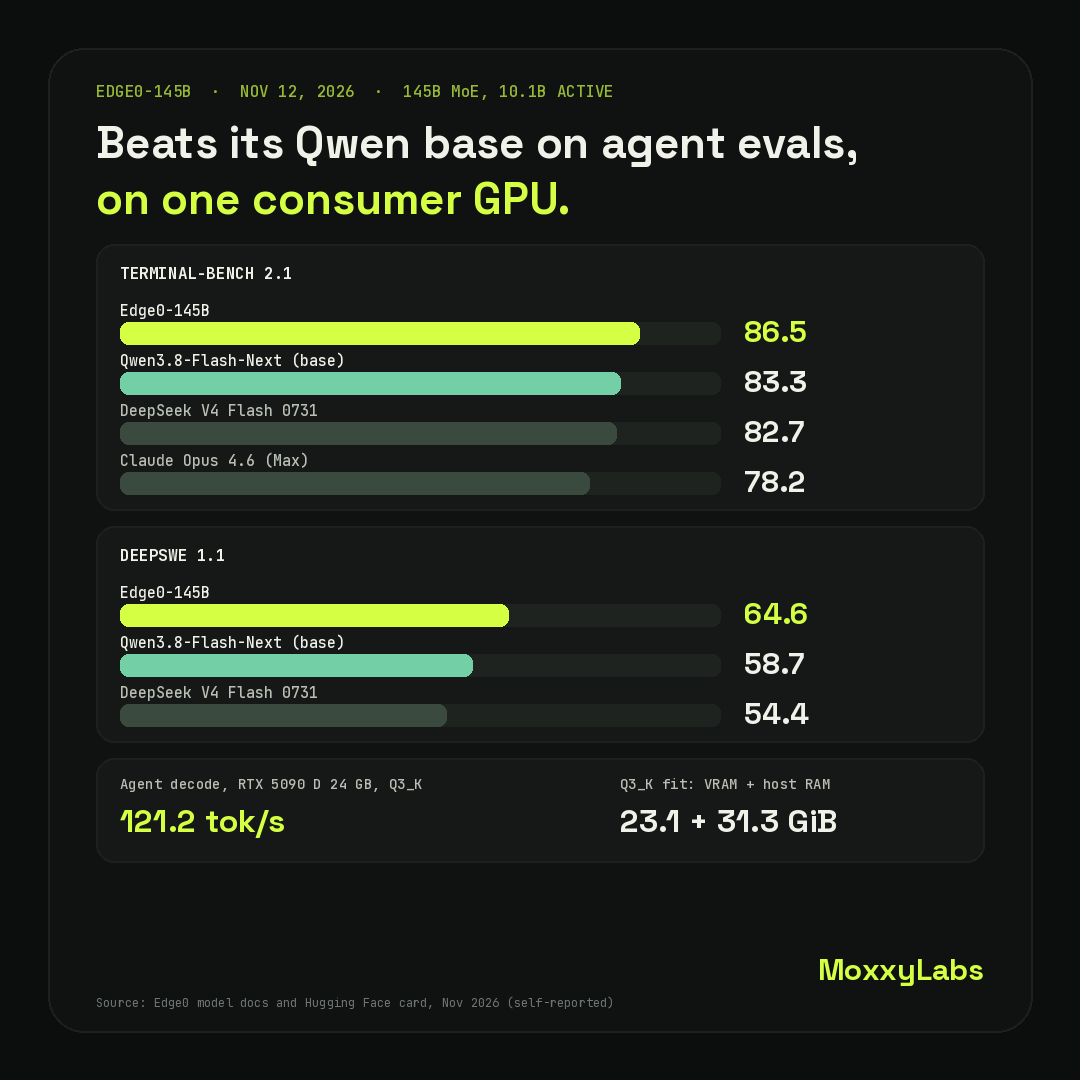 EDGE0-145B · NOV 12, 2026 · 145B MoE, 10.1B ACTIVE
Beats its Qwen base on agent evals,
on one consumer GPU.
TERMINAL-BENCH 2.1
Edge0-145B
86.5
Qwen3.8-Flash-Next (base)
83.3
DeepSeek V4 Flash 0731
82.7
Claude Opus 4.6 (Max)
78.2
DEEPSWE 1.1
Edge0-145B
64.6
Qwen3.8-Flash-Next (base)
58.7
DeepSeek V4 Flash 0731
54.4
Agent decode, RTX 5090 D 24 GB, Q3_K
121.2 tok/s
Q3_K fit: VRAM + host RAM
23.1 + 31.3 GiB
MoxxyLabs
Source: Edge0 model docs and Hugging Face card, Nov 2026 (self-reported)